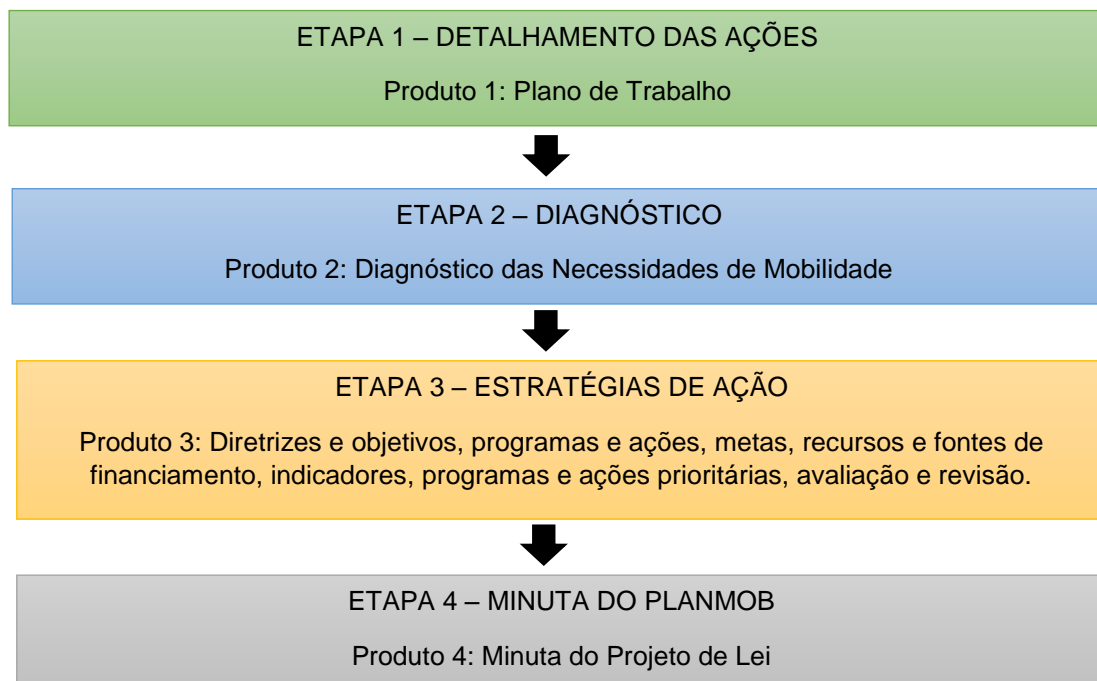 ETAPA 1 – DETALHAMENTO DAS AÇÕES
Produto 1: Plano de Trabalho
ETAPA 2 – DIAGNÓSTICO
Produto 2: Diagnóstico das Necessidades de Mobilidade
ETAPA 3 – ESTRATÉGIAS DE AÇÃO
Produto 3: Diretrizes e objetivos, programas e ações, metas, recursos e fontes de
financiamento, indicadores, programas e ações prioritárias, avaliação e revisão.
ETAPA 4 – MINUTA DO PLANMOB
Produto 4: Minuta do Projeto de Lei